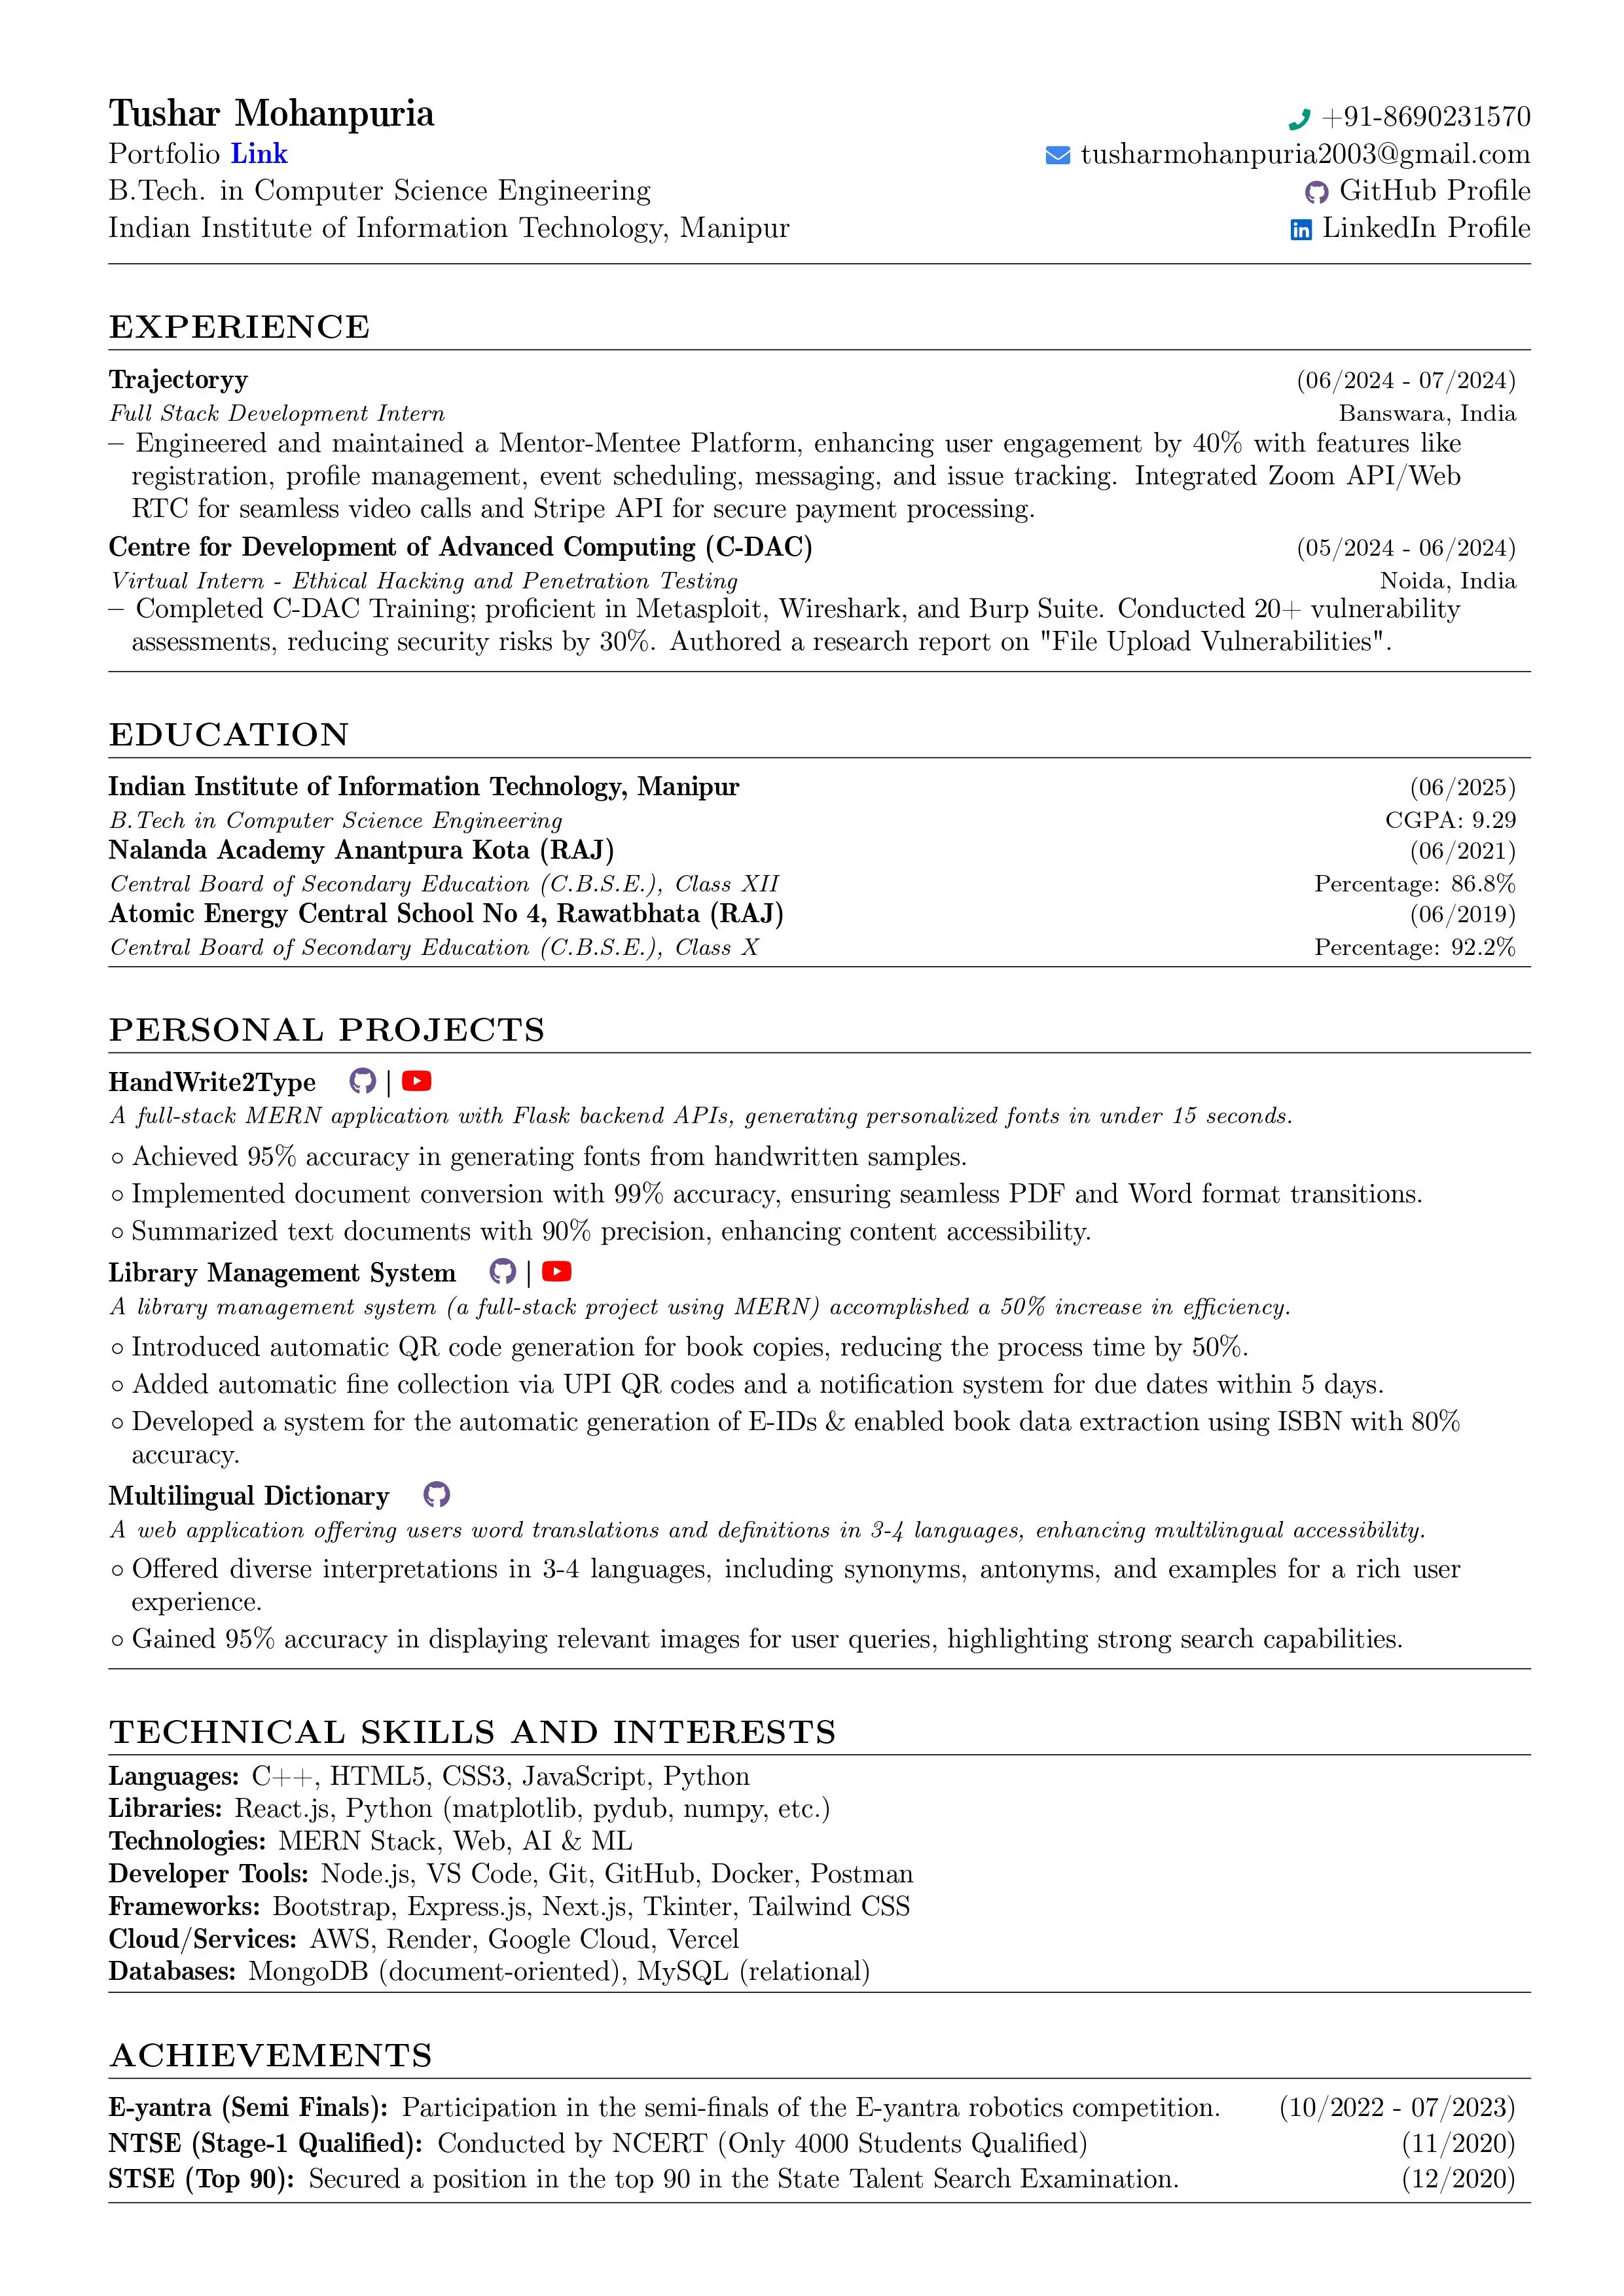 Tushar Mohanpuria
+91-8690231570
Portfolio Link
tusharmohanpuria2003@gmail.com
B.Tech. in Computer Science Engineering
GitHub Profile
Indian Institute of Information Technology, Manipur
LinkedIn Profile
EXPERIENCE
Trajectoryy (06/2024 - 07/2024)
Full Stack Development Intern Banswara, India
– Engineered and maintained a Mentor-Mentee Platform, enhancing user engagement by 40% with features like
registration, profile management, event scheduling, messaging, and issue tracking. Integrated Zoom API/Web
RTC for seamless video calls and Stripe API for secure payment processing.
Centre for Development of Advanced Computing (C-DAC) (05/2024 - 06/2024)
Virtual Intern - Ethical Hacking and Penetration Testing Noida, India
– Completed C-DAC Training; proficient in Metasploit, Wireshark, and Burp Suite. Conducted 20+ vulnerability
assessments, reducing security risks by 30%. Authored a research report on "File Upload Vulnerabilities".
EDUCATION
Indian Institute of Information Technology, Manipur (06/2025)
B.Tech in Computer Science Engineering CGPA: 9.29
Nalanda Academy Anantpura Kota (RAJ) (06/2021)
Central Board of Secondary Education (C.B.S.E.), Class XII Percentage: 86.8%
Atomic Energy Central School No 4, Rawatbhata (RAJ) (06/2019)
Central Board of Secondary Education (C.B.S.E.), Class X Percentage: 92.2%
PERSONAL PROJECTS
HandWrite2Type |
A full-stack MERN application with Flask backend APIs, generating personalized fonts in under 15 seconds.
◦ Achieved 95% accuracy in generating fonts from handwritten samples.
◦ Implemented document conversion with 99% accuracy, ensuring seamless PDF and Word format transitions.
◦ Summarized text documents with 90% precision, enhancing content accessibility.
Library Management System |
A library management system (a full-stack project using MERN) accomplished a 50% increase in efficiency.
◦ Introduced automatic QR code generation for book copies, reducing the process time by 50%.
◦ Added automatic fine collection via UPI QR codes and a notification system for due dates within 5 days.
◦ Developed a system for the automatic generation of E-IDs & enabled book data extraction using ISBN with 80%
accuracy.
Multilingual Dictionary
A web application offering users word translations and definitions in 3-4 languages, enhancing multilingual accessibility.
◦ Offered diverse interpretations in 3-4 languages, including synonyms, antonyms, and examples for a rich user
experience.
◦ Gained 95% accuracy in displaying relevant images for user queries, highlighting strong search capabilities.
TECHNICAL SKILLS AND INTERESTS
Languages: C++, HTML5, CSS3, JavaScript, Python
Libraries: React.js, Python (matplotlib, pydub, numpy, etc.)
Technologies: MERN Stack, Web, AI & ML
Developer Tools: Node.js, VS Code, Git, GitHub, Docker, Postman
Frameworks: Bootstrap, Express.js, Next.js, Tkinter, Tailwind CSS
Cloud/Services: AWS, Render, Google Cloud, Vercel
Databases: MongoDB (document-oriented), MySQL (relational)
ACHIEVEMENTS
E-yantra (Semi Finals): Participation in the semi-finals of the E-yantra robotics competition. (10/2022 - 07/2023)
NTSE (Stage-1 Qualified): Conducted by NCERT (Only 4000 Students Qualified) (11/2020)
STSE (Top 90): Secured a position in the top 90 in the State Talent Search Examination. (12/2020)